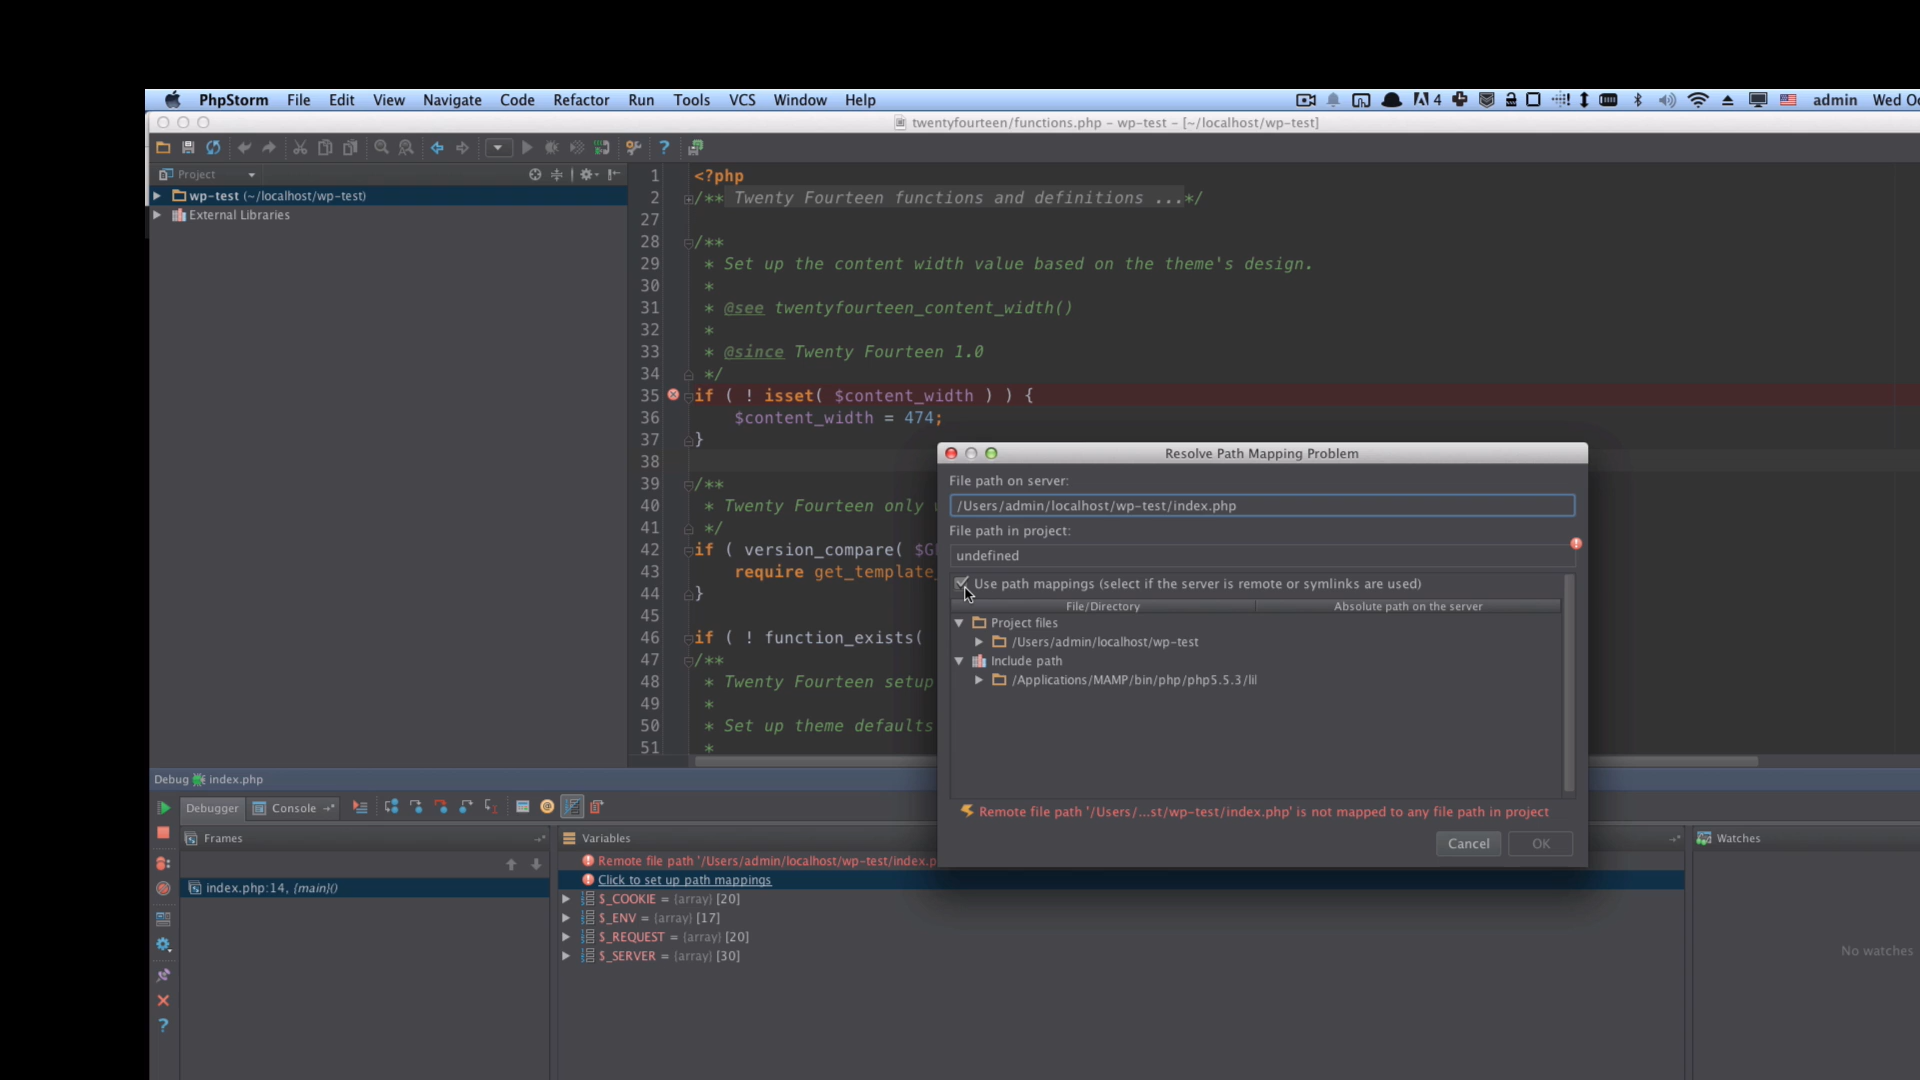 PhpStorm File Edit View Navigate Code Refactor Run Tools VCS Window Help 4 admin Wed Oc
twentyfourteen/functions.php – wp-test – [~/localhost/wp-test]
Project
wp-test (~/localhost/wp-test)
External Libraries
1 <?php
2 /** Twenty Fourteen functions and definitions ...*/
27
28 /**
29 * Set up the content width value based on the theme's design.
30 *
31 * @see twentyfourteen_content_width()
32 *
33 * @since Twenty Fourteen 1.0
34 */
35 if ( ! isset( $content_width ) ) {
36 $content_width = 474;
37 }
38
39 /**
40 * Twenty Fourteen only
41 */
42 if ( version_compare( $G
43 require get_template_
44 }
45
46 if ( ! function_exists(
47 /**
48 * Twenty Fourteen setup
49 *
50 * Set up theme defaults
51 *
Resolve Path Mapping Problem
File path on server:
/Users/admin/localhost/wp-test/index.php
File path in project:
undefined
Use path mappings (select if the server is remote or symlinks are used)
File/Directory Absolute path on the server
Project files
/Users/admin/localhost/wp-test
Include path
/Applications/MAMP/bin/php/php5.5.3/lil
Remote file path '/Users/...st/wp-test/index.php' is not mapped to any file path in project
Cancel OK
Debug index.php
Debugger Console
Frames
index.php:14, {main}()
Variables
Remote file path '/Users/admin/localhost/wp-test/index.p
Click to set up path mappings
$_COOKIE = {array} [20]
$_ENV = {array} [17]
$_REQUEST = {array} [20]
$_SERVER = {array} [30]
Watches
No watches